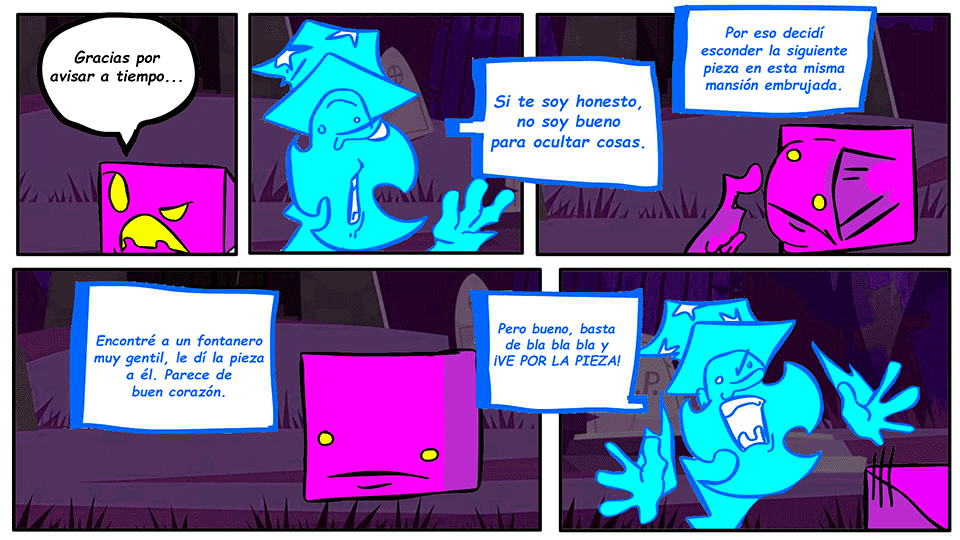 Gracias por
avisar a tiempo...
Si te soy honesto,
no soy bueno
para ocultar cosas.
Por eso decidí
esconder la siguiente
pieza en esta misma
mansión embrujada.
Encontré a un fontanero
muy gentil, le dí la pieza
a él. Parece de
buen corazón.
Pero bueno, basta
de bla bla bla y
¡VE POR LA PIEZA!
.P.